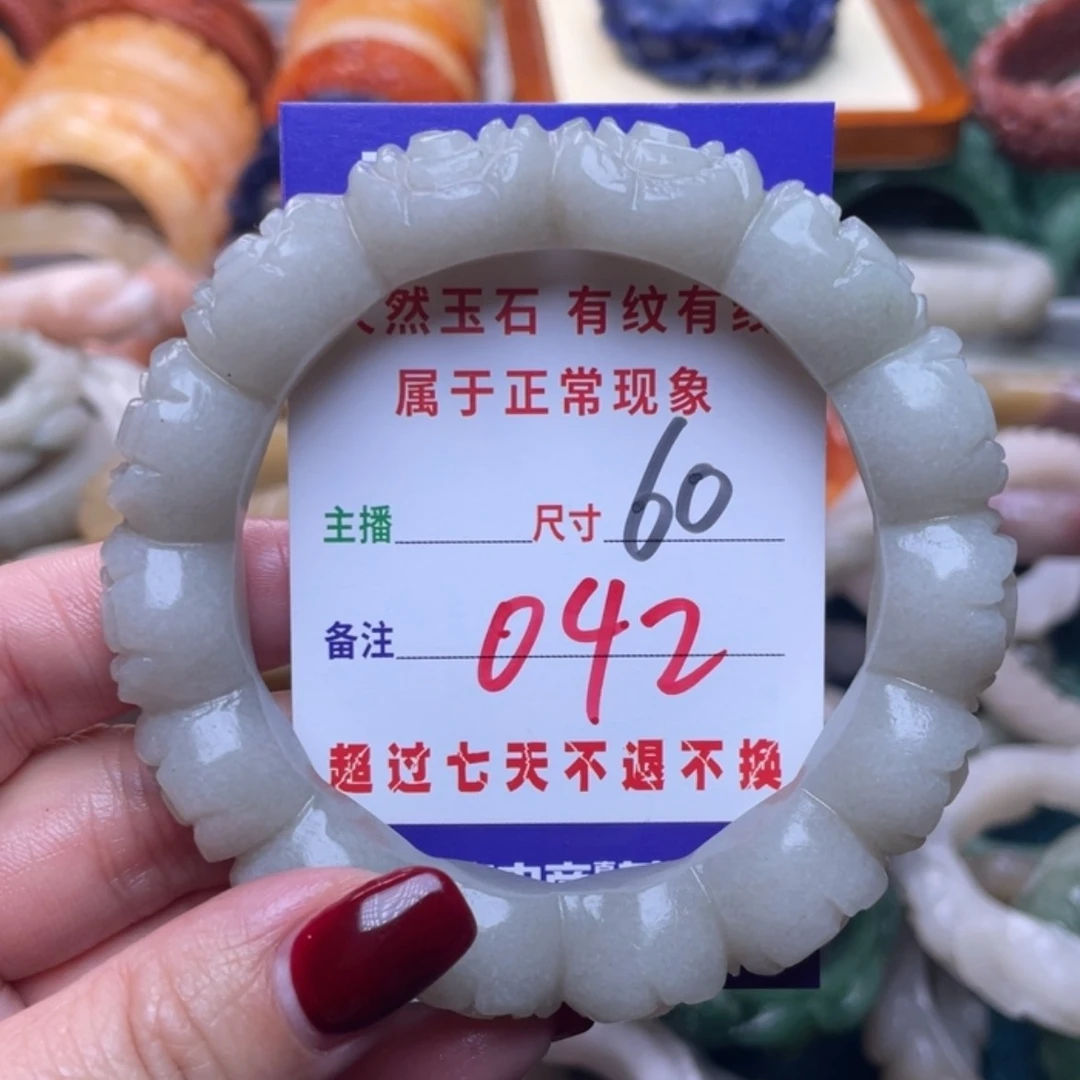 然玉石 有纹有
属于正常现象
主播 尺寸 60
备注 042
超过七天不退不换